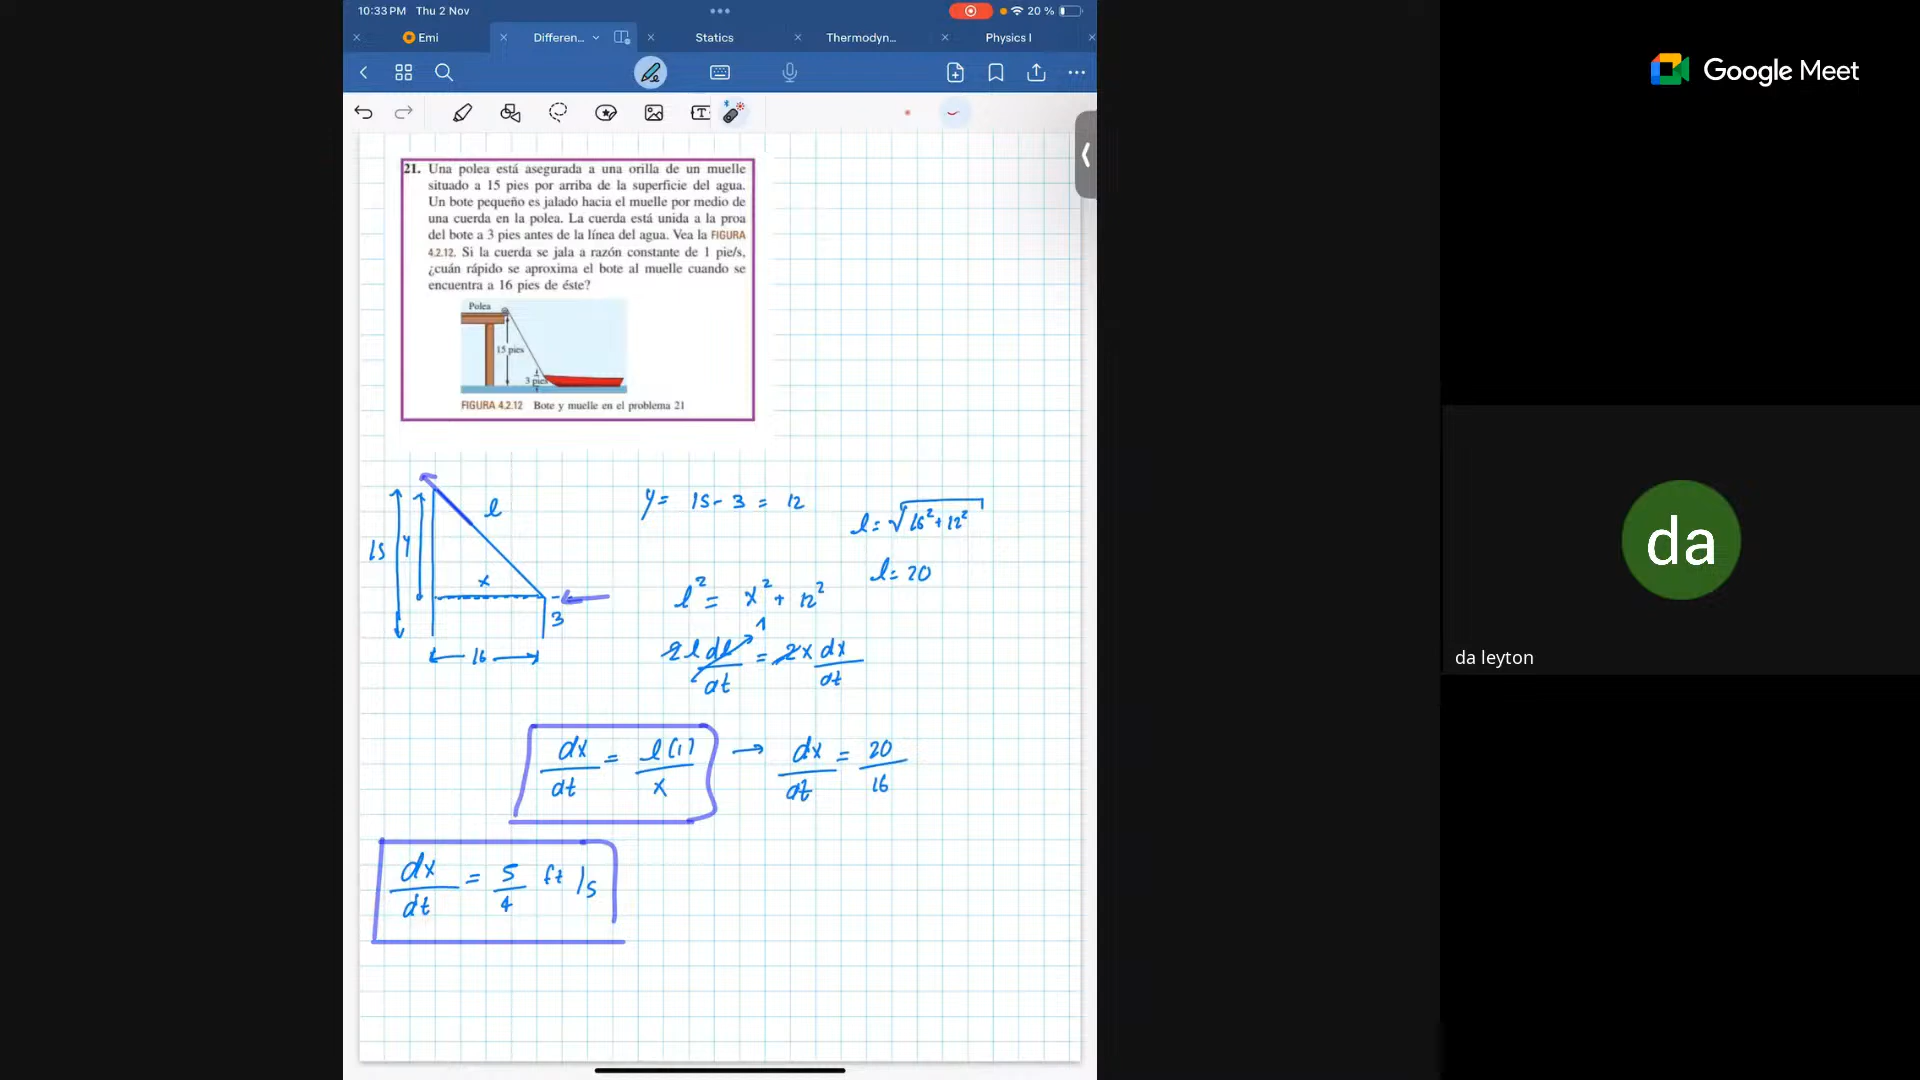 10:33 PM Thu 2 Nov
20 %
Emi
Differen...
Statics
Thermodyn...
Physics I
21. Una polea está asegurada a una orilla de un muelle
situado a 15 pies por arriba de la superficie del agua.
Un bote pequeño es jalado hacia el muelle por medio de
una cuerda en la polea. La cuerda está unida a la proa
del bote a 3 pies antes de la línea del agua. Vea la FIGURA
4.2.12. Si la cuerda se jala a razón constante de 1 pie/s,
¿cuán rápido se aproxima el bote al muelle cuando se
encuentra a 16 pies de éste?
Polea
15 pies
3 pies
FIGURA 4.2.12 Bote y muelle en el problema 21
l
15
y
x
3
16
y = 15 - 3 = 12
l = √16² + 12²
l = 20
l² = x² + 12²
1
2l dl/dt = 2x dx/dt
dx/dt = l(1)/x → dx/dt = 20/16
dx/dt = 5/4 ft/s
Google Meet
da
da leyton